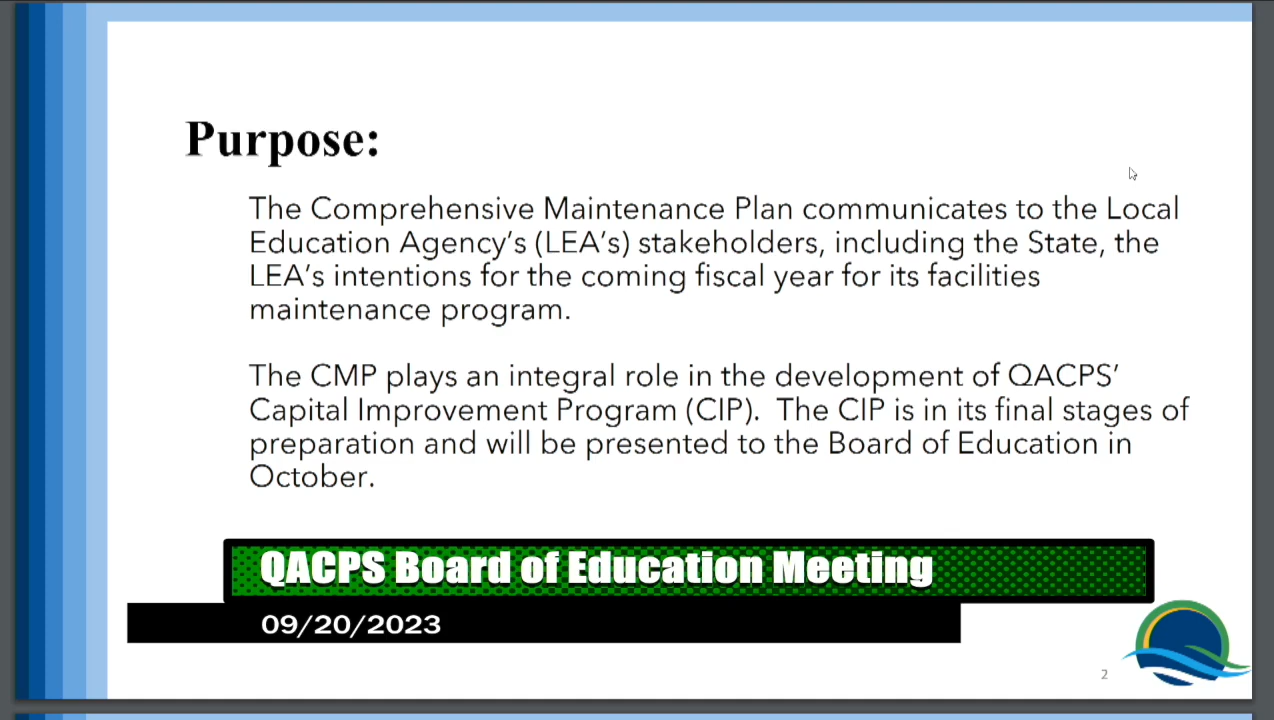 Purpose:
The Comprehensive Maintenance Plan communicates to the Local
Education Agency's (LEA's) stakeholders, including the State, the
LEA's intentions for the coming fiscal year for its facilities
maintenance program.
The CMP plays an integral role in the development of QACPS'
Capital Improvement Program (CIP).  The CIP is in its final stages of
preparation and will be presented to the Board of Education in
October.
QACPS Board of Education Meeting
09/20/2023
2